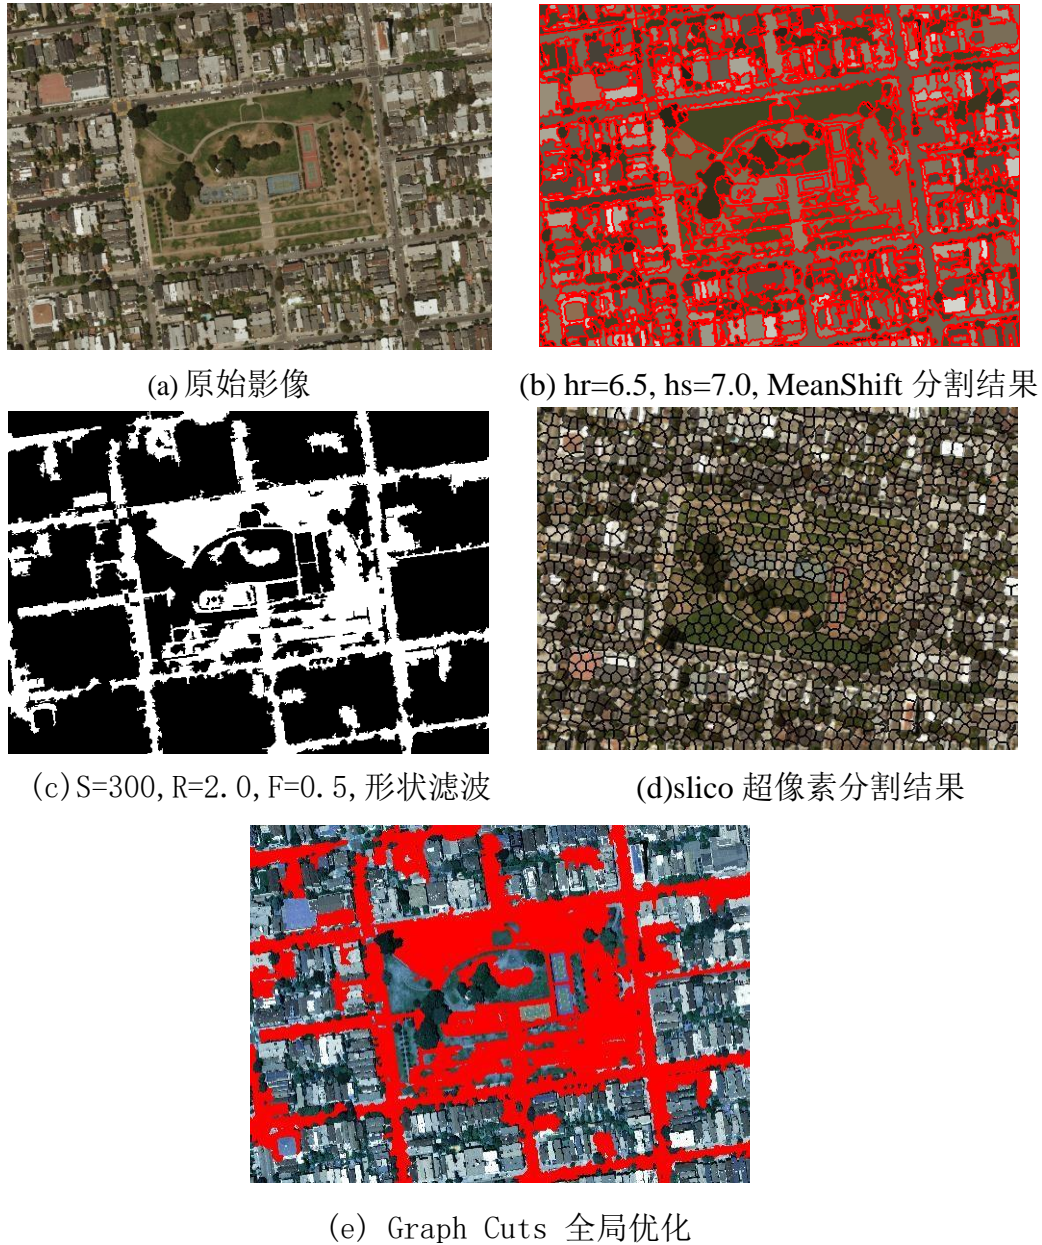 (a) 原始影像
(b) hr=6.5, hs=7.0, MeanShift 分割结果
(c)S=300,R=2.0,F=0.5,形状滤波
(d)slico 超像素分割结果
(e) Graph Cuts 全局优化